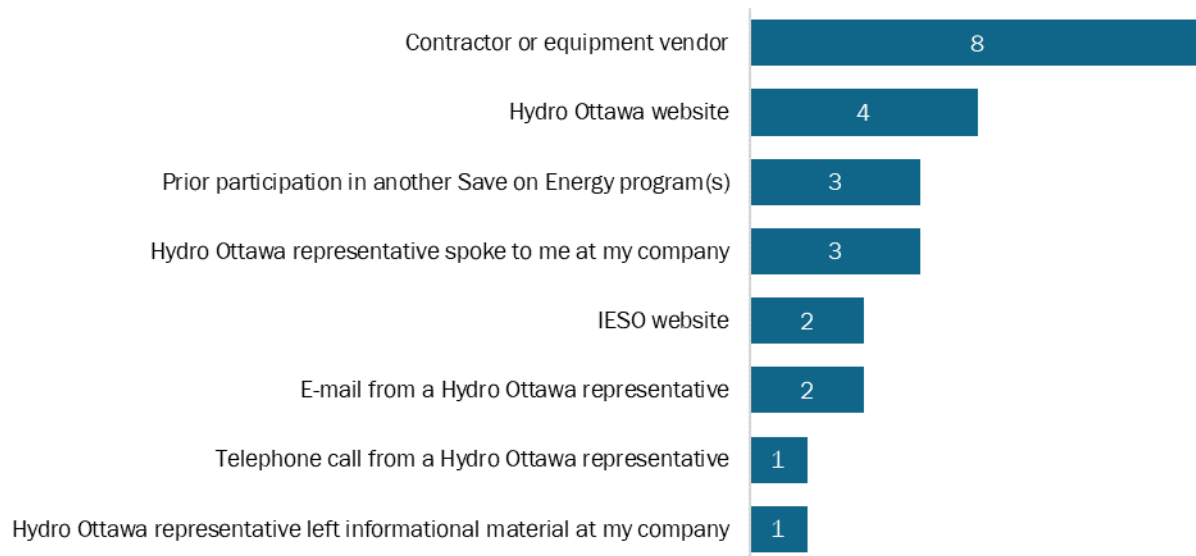 Contractor or equipment vendor 8
Hydro Ottawa website 4
Prior participation in another Save on Energy program(s) 3
Hydro Ottawa representative spoke to me at my company 3
IESO website 2
E-mail from a Hydro Ottawa representative 2
Telephone call from a Hydro Ottawa representative 1
Hydro Ottawa representative left informational material at my company 1